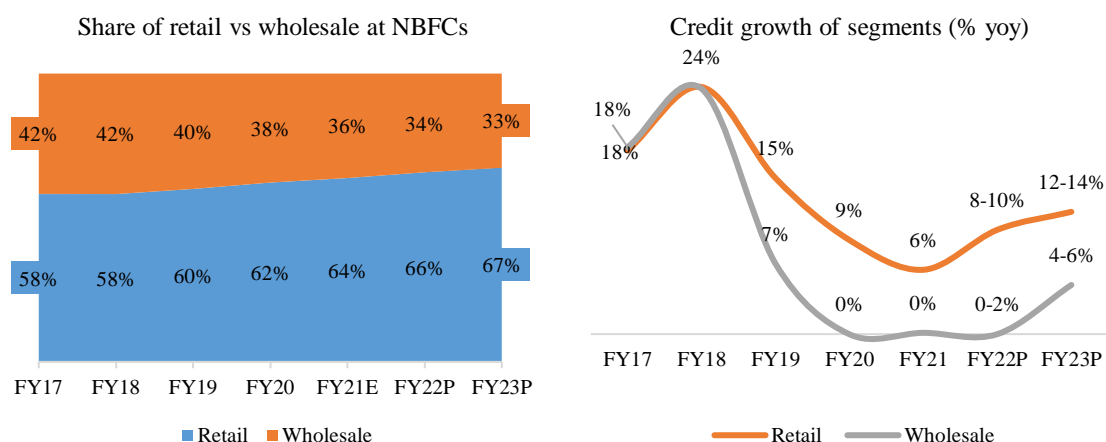 Share of retail vs wholesale at NBFCs
42% 42% 40% 38% 36% 34% 33%
58% 58% 60% 62% 64% 66% 67%
FY17 FY18 FY19 FY20 FY21E FY22P FY23P
Retail Wholesale
Credit growth of segments (% yoy)
24%
18%
18%
15%
12-14%
9%
8-10%
7%
6%
4-6%
0% 0% 0-2%
FY17 FY18 FY19 FY20 FY21 FY22P FY23P
Retail Wholesale